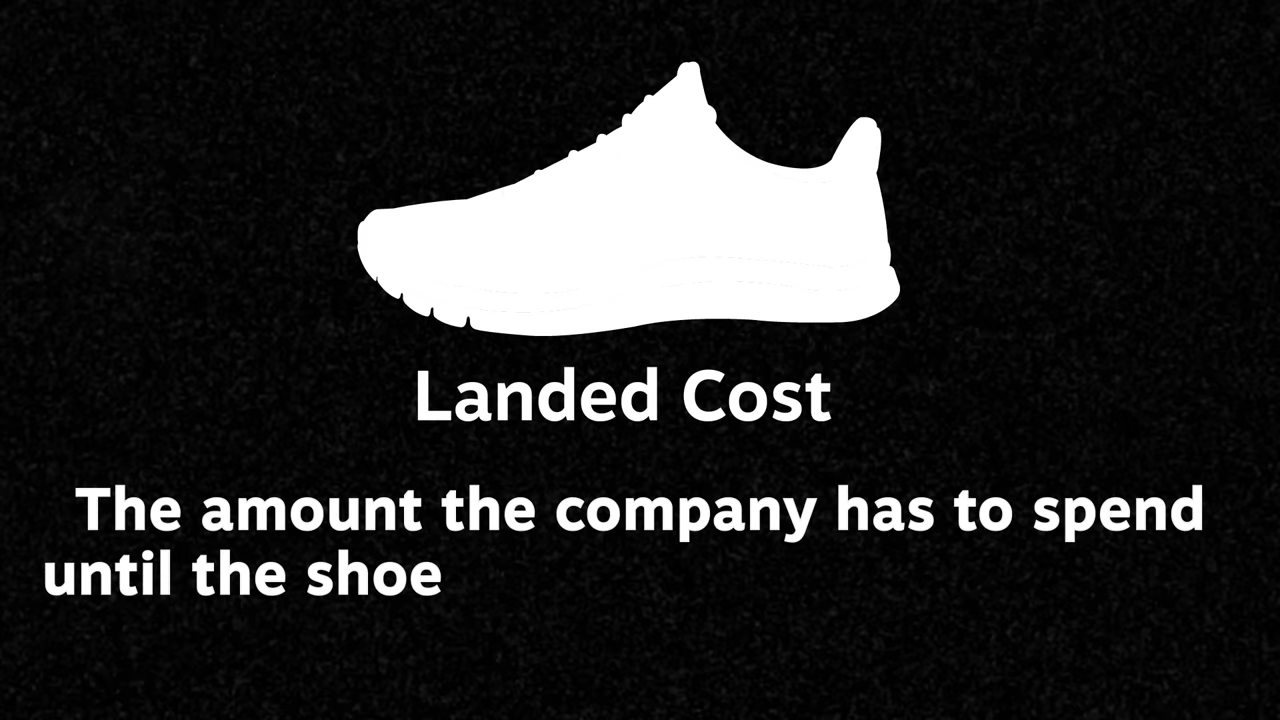 Landed Cost
The amount the company has to spend
until the shoe